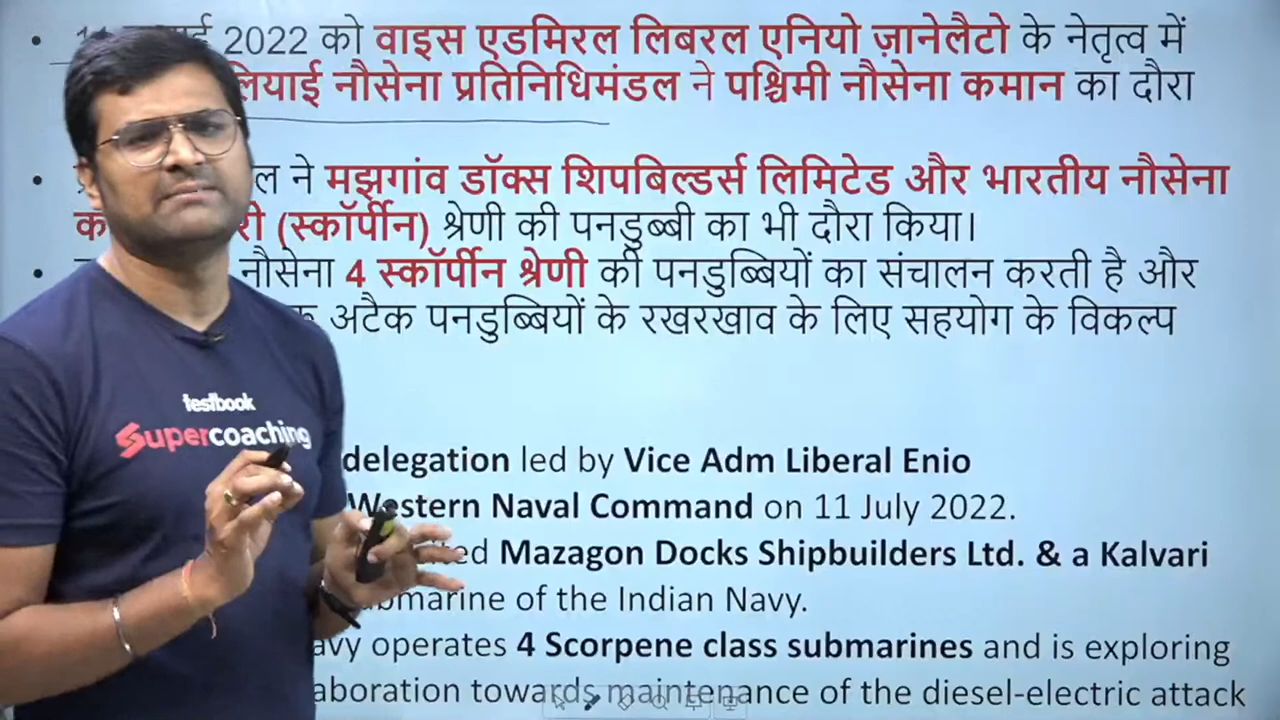 2022 को वाइस एडमिरल लिबरल एनियो ज़ानेलैटो के नेतृत्व में
लियाई नौसेना प्रतिनिधिमंडल ने पश्चिमी नौसेना कमान का दौरा
ल ने मझगांव डॉक्स शिपबिल्डर्स लिमिटेड और भारतीय नौसेना
री (स्कॉर्पीन) श्रेणी की पनडुब्बी का भी दौरा किया।
नौसेना 4 स्कॉर्पीन श्रेणी की पनडुब्बियों का संचालन करती है और
अटैक पनडुब्बियों के रखरखाव के लिए सहयोग के विकल्प
testbook
Supercoaching
delegation led by Vice Adm Liberal Enio
Western Naval Command on 11 July 2022.
ted Mazagon Docks Shipbuilders Ltd. & a Kalvari
submarine of the Indian Navy.
avy operates 4 Scorpene class submarines and is exploring
aboration towards maintenance of the diesel-electric attack